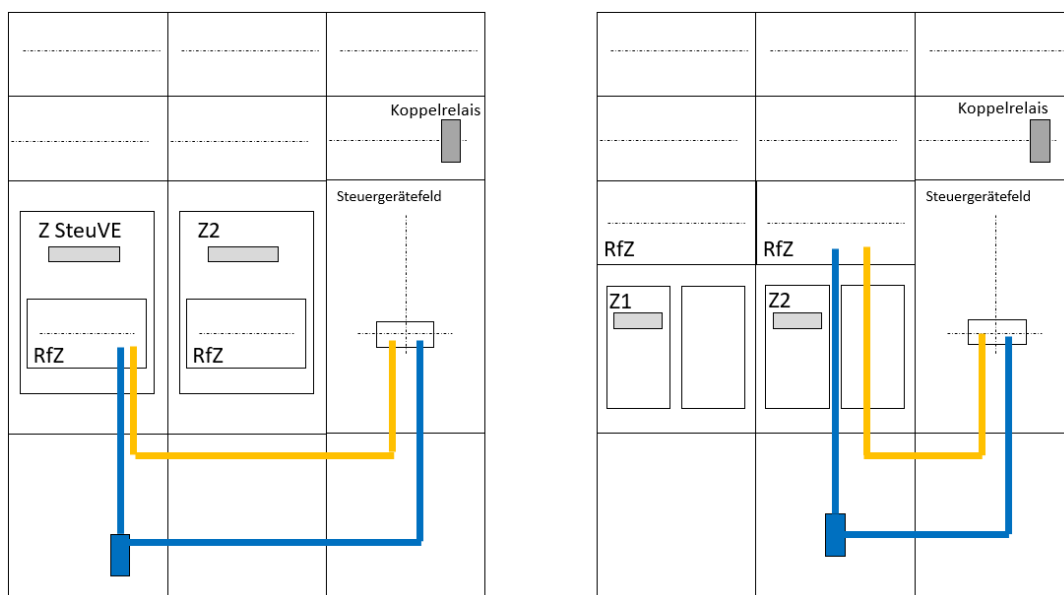 Koppelrelais
Steuergerätefeld
Z SteuVE
Z2
RfZ
RfZ
Koppelrelais
Steuergerätefeld
RfZ
RfZ
Z1
Z2